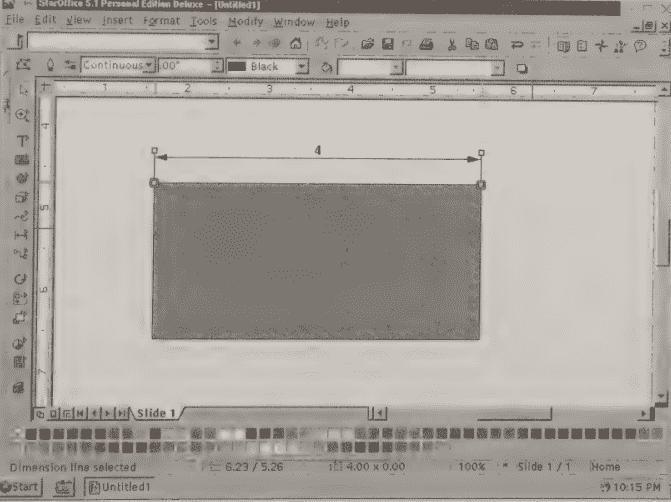 StarOffice 5.1 Personal Edition Deluxe - [Untitled1]
File Edit View Insert Format Tools Modify Window Help
Continuous .00" Black
1 2 3 4 5 6 7
4
4
5
6
7
Slide 1
Dimension line selected 6.23 / 5.26 4.00 x 0.00 100% * Slide 1 / 1 Home
Start Untitled1 10:15 PM